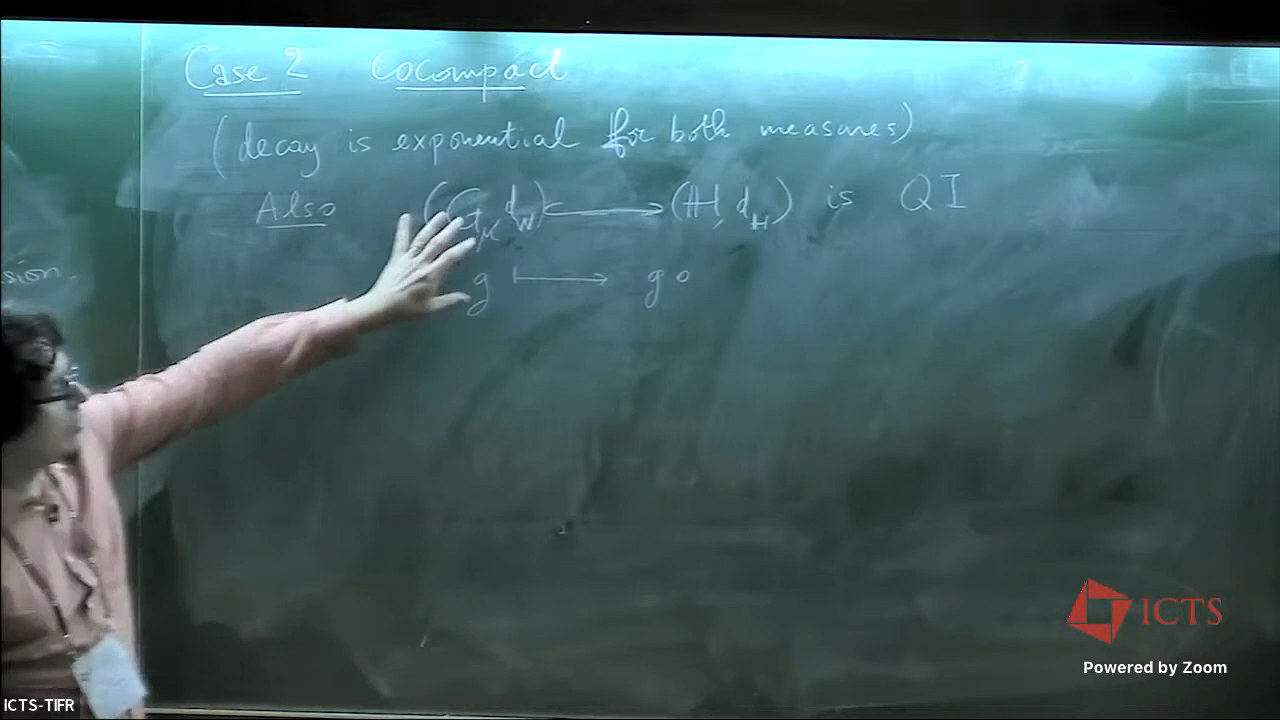 Case 2 Cocompact
(decay is exponential for both measures)
Also (G, d_W) ⟶ (ℍ, d_H) is QI
sion.
g ⟼ g o
ICTS
Powered by Zoom
ICTS-TIFR